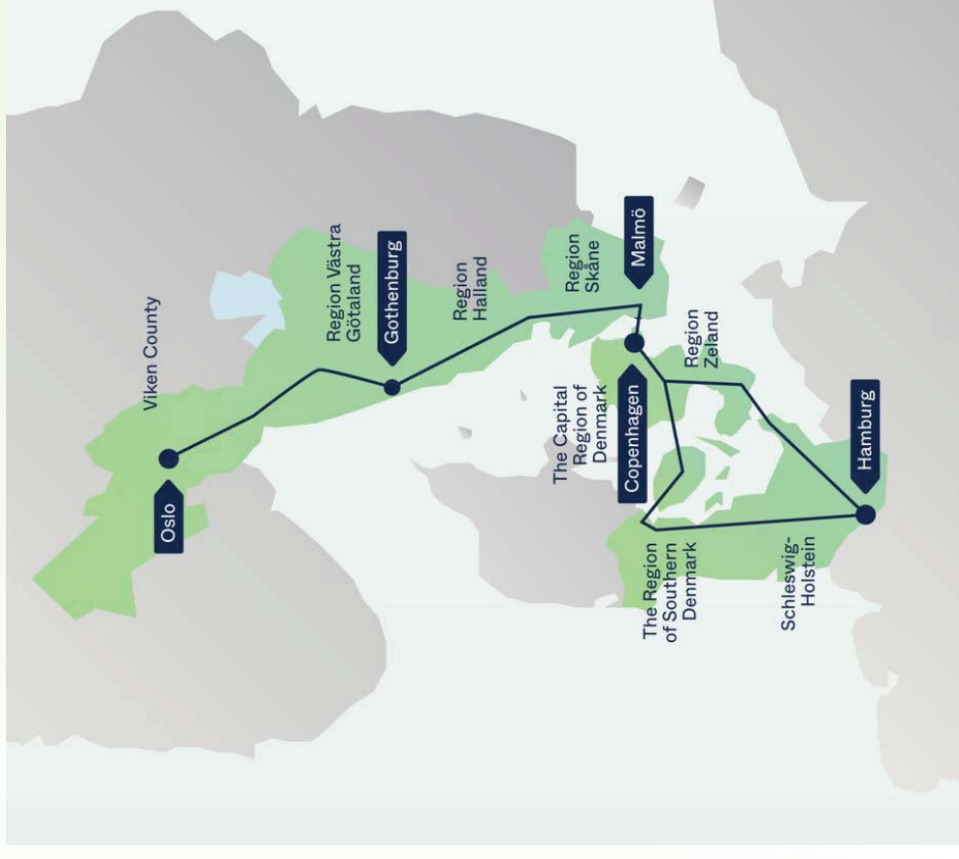 Viken County
Oslo
Region Västra
Götaland
Gothenburg
Region
Halland
Region
Skåne
Malmö
The Capital
Region of
Denmark
Copenhagen
Region
Zeland
The Region
of Southern
Denmark
Schleswig-
Holstein
Hamburg